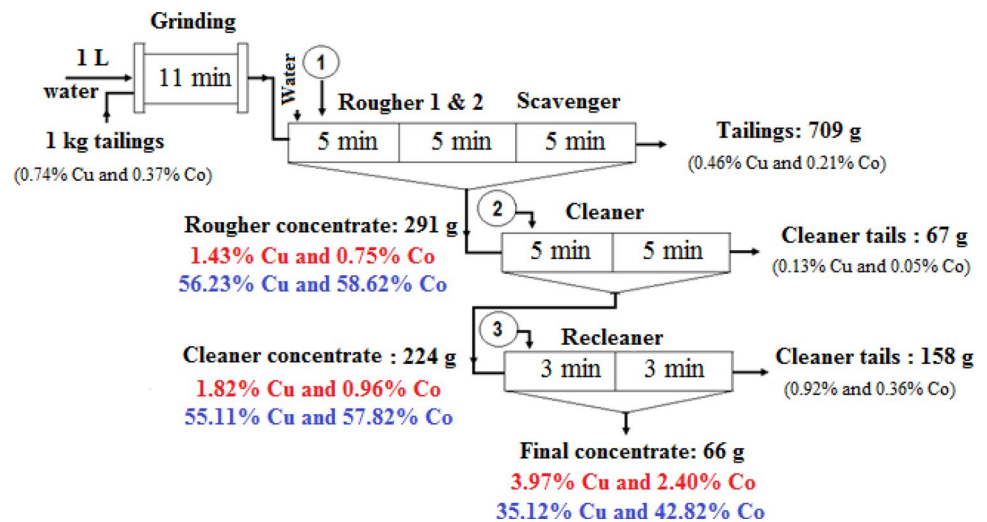 Grinding
1 L
water
11 min
1 kg tailings
(0.74% Cu and 0.37% Co)
Water
1
Rougher 1 & 2
Scavenger
5 min
5 min
5 min
Tailings: 709 g
(0.46% Cu and 0.21% Co)
Rougher concentrate: 291 g
1.43% Cu and 0.75% Co
56.23% Cu and 58.62% Co
2
Cleaner
5 min
5 min
Cleaner tails : 67 g
(0.13% Cu and 0.05% Co)
Cleaner concentrate : 224 g
1.82% Cu and 0.96% Co
55.11% Cu and 57.82% Co
3
Recleaner
3 min
3 min
Cleaner tails : 158 g
(0.92% and 0.36% Co)
Final concentrate: 66 g
3.97% Cu and 2.40% Co
35.12% Cu and 42.82% Co